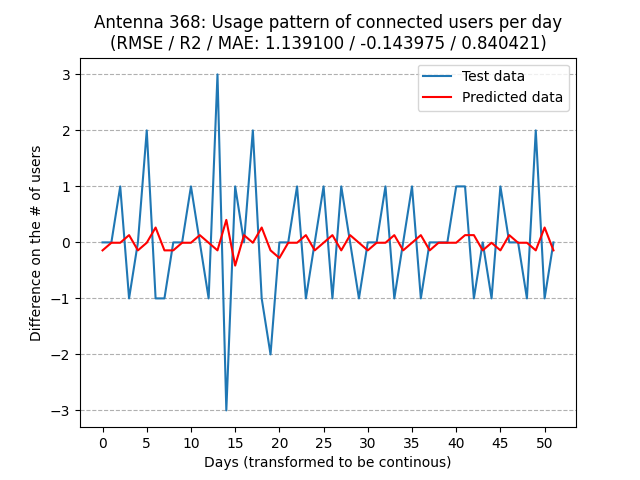 Antenna 368: Usage pattern of connected users per day
(RMSE / R2 / MAE: 1.139100 / -0.143975 / 0.840421)
Test data
Predicted data
Difference on the # of users
3
2
1
0
−1
−2
−3
0 5 10 15 20 25 30 35 40 45 50
Days (transformed to be continous)